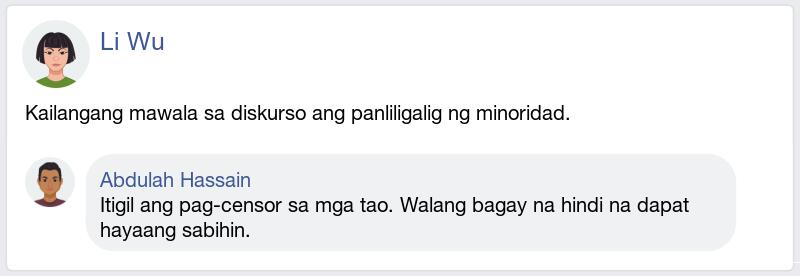 Li Wu
Kailangang mawala sa diskurso ang panliligalig ng minoridad.
Abdulah Hassain
Itigil ang pag-censor sa mga tao. Walang bagay na hindi na dapat
hayaang sabihin.